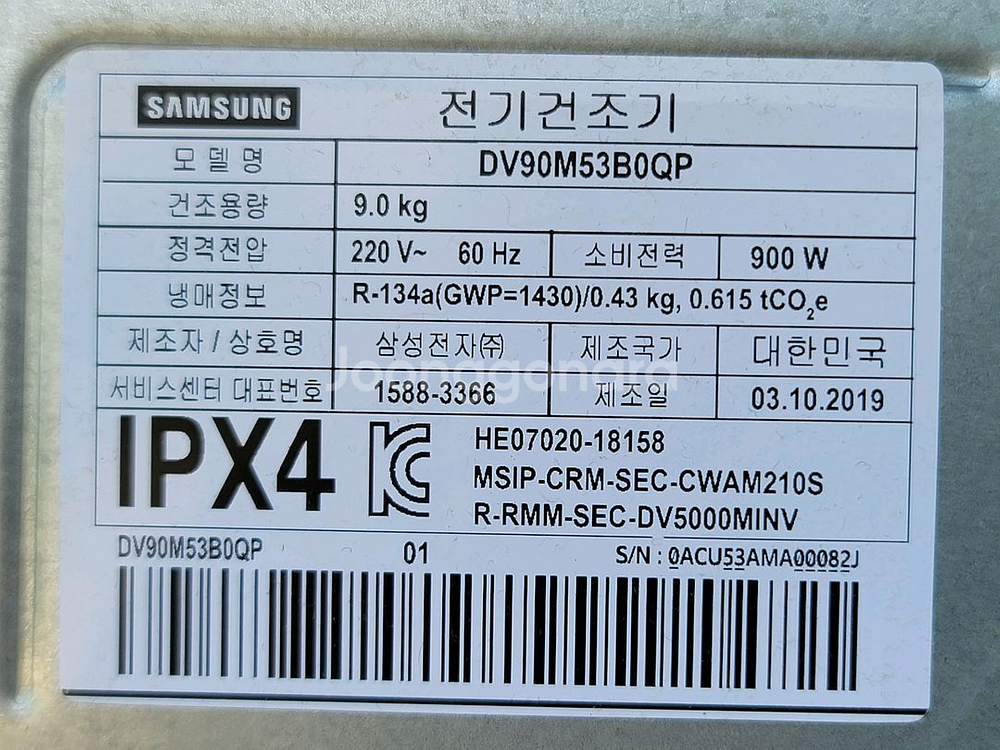 SAMSUNG 전기건조기
모델명 DV90M53B0QP
건조용량 9.0 kg
정격전압 220 V~ 60 Hz 소비전력 900 W
냉매정보 R-134a(GWP=1430)/0.43 kg, 0.615 tCO₂e
제조자 / 상호명 삼성전자㈜ 제조국가 대한민국
Joonggonara
서비스센터 대표번호 1588-3366 제조일 03.10.2019
IPX4 HE07020-18158
MSIP-CRM-SEC-CWAM210S
R-RMM-SEC-DV5000MINV
DV90M53B0QP 01 S/N : 0ACU53AMA00082J